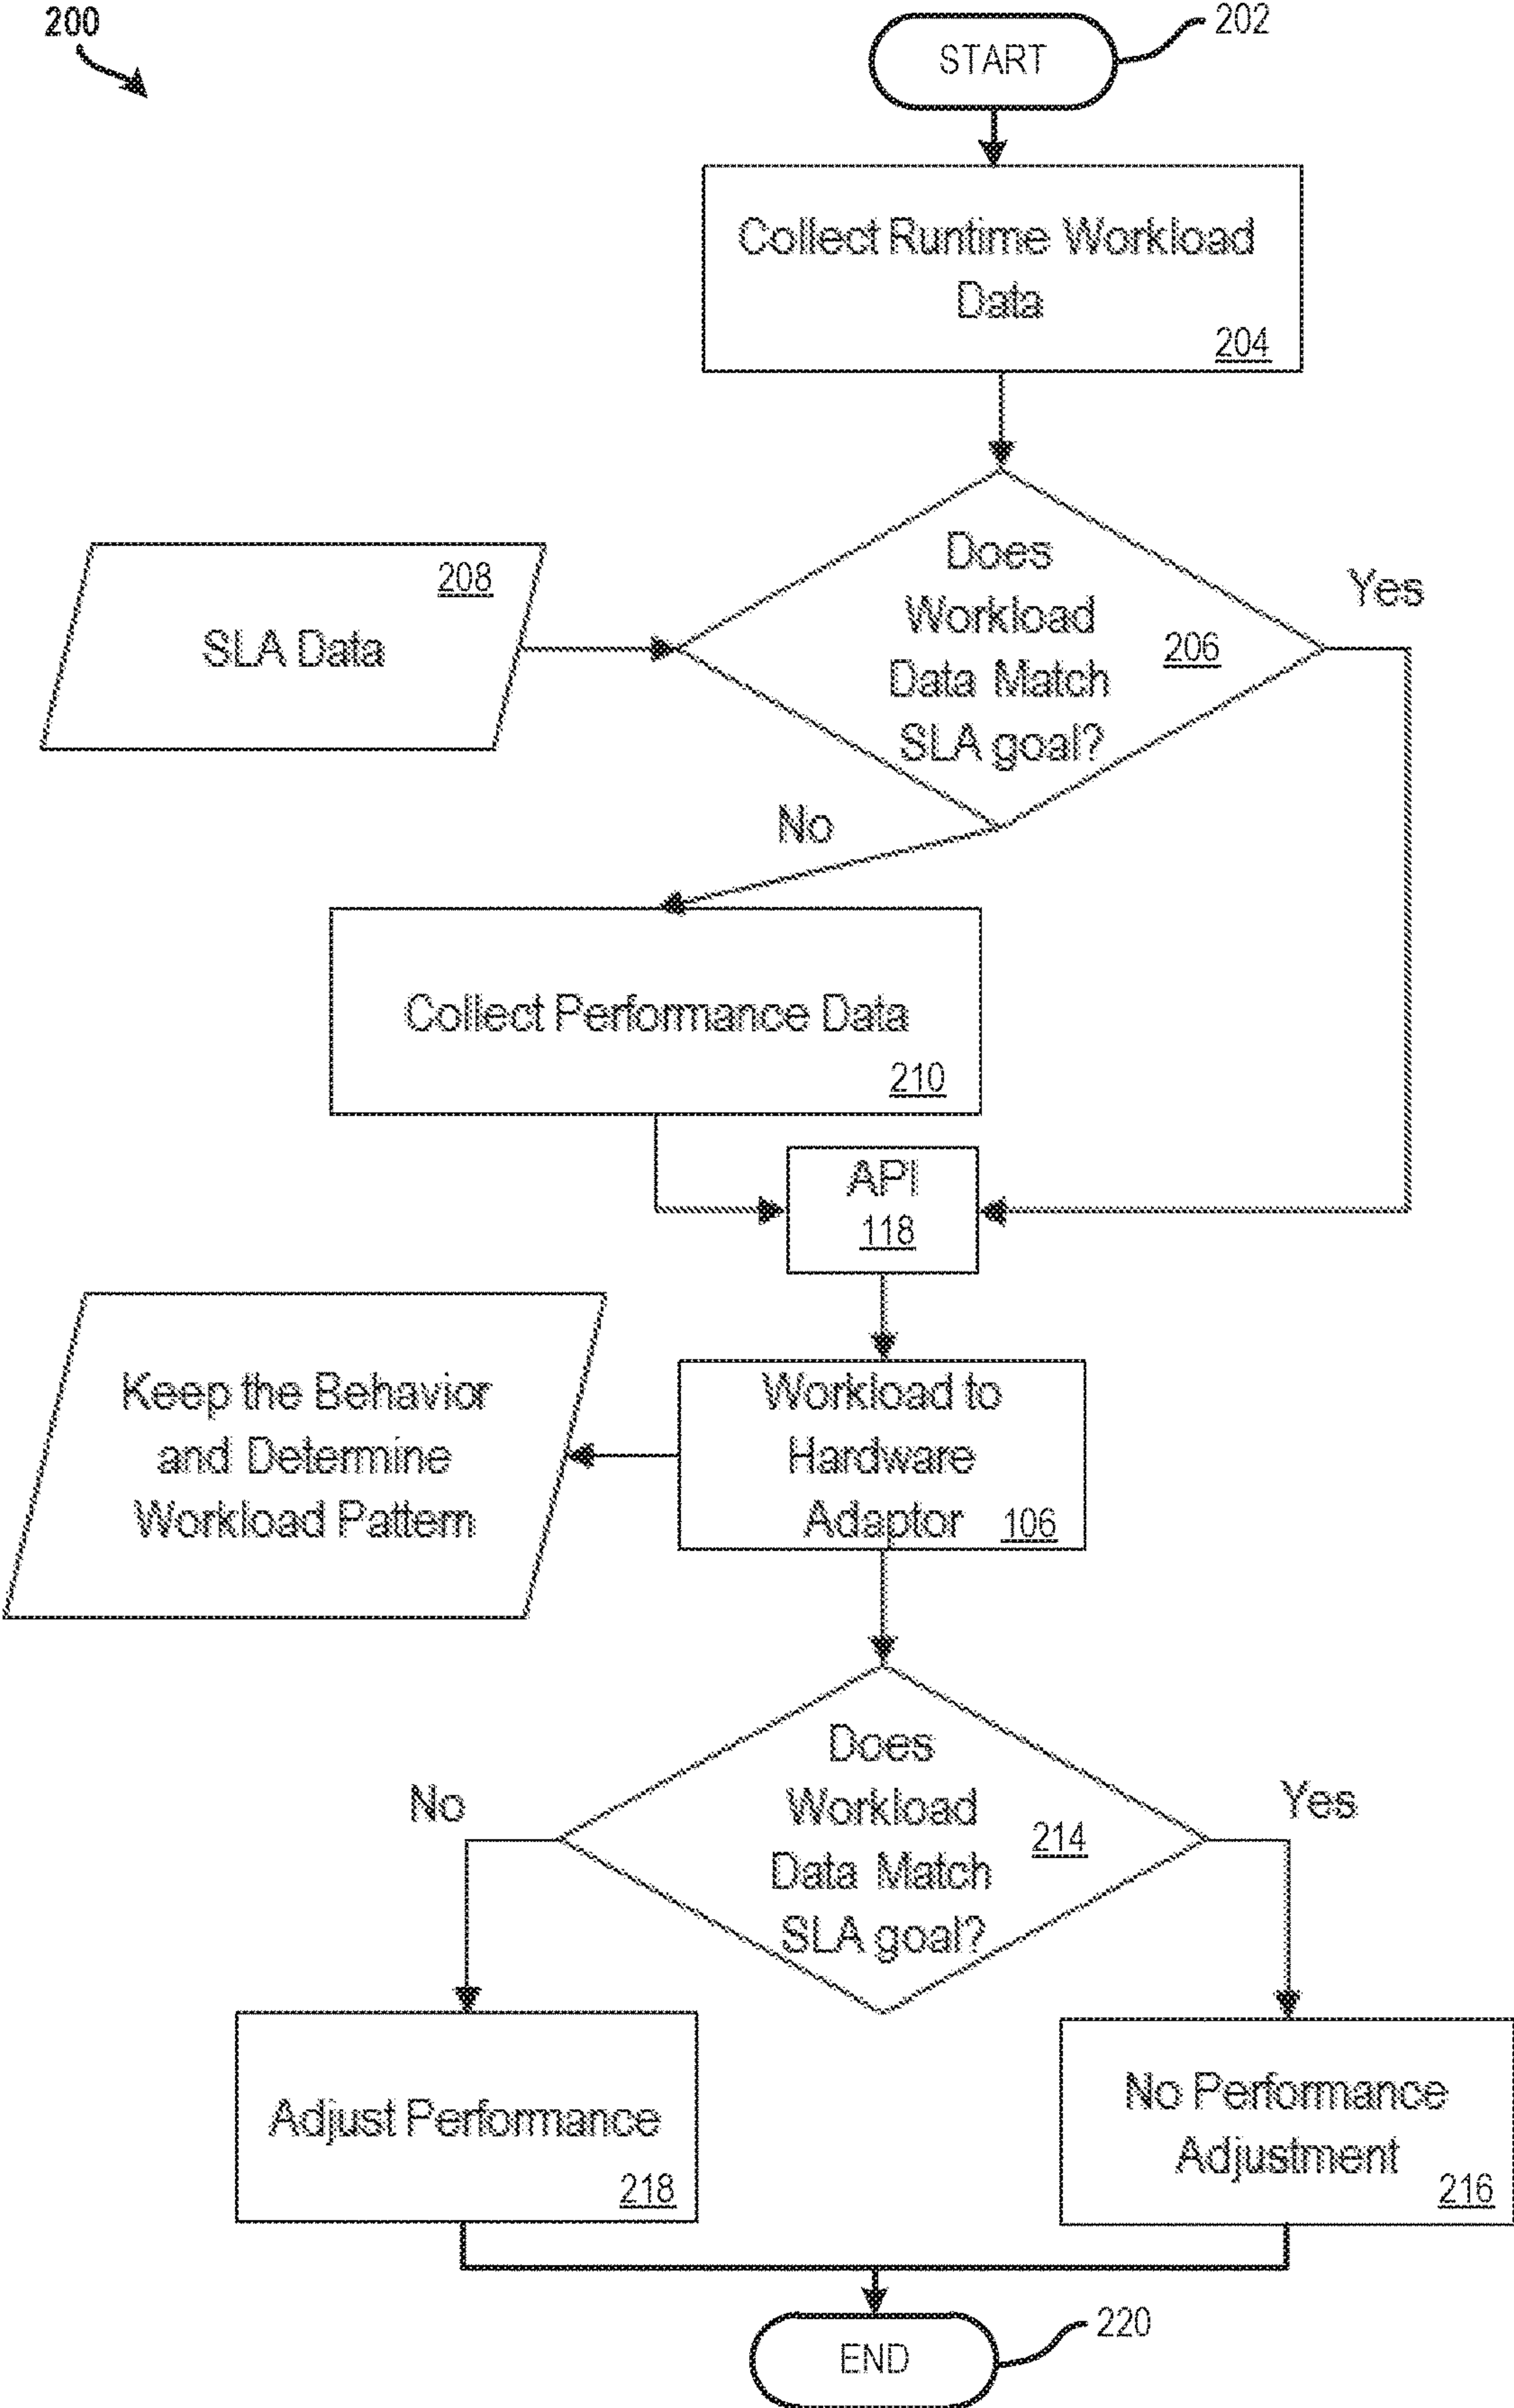 200
START
202
Collect Runtime Workload
Data
204
208
SLA Data
Does
Workload
Data Match
SLA goal?
206
Yes
No
Collect Performance Data
210
API
118
Keep the Behavior
and Determine
Workload Pattern
Workload to
Hardware
Adaptor
106
Does
Workload
Data Match
SLA goal?
214
No
Yes
Adjust Performance
218
No Performance
Adjustment
216
END
220